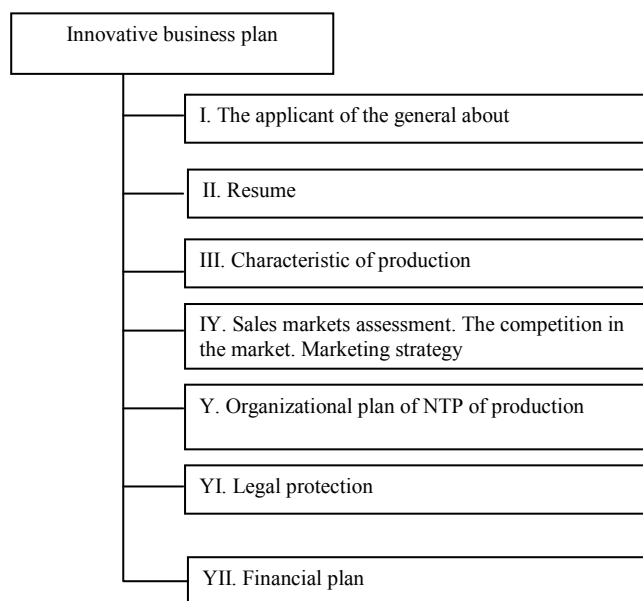 Innovative business plan
I. The applicant of the general about
II. Resume
III. Characteristic of production
IY. Sales markets assessment. The competition in
the market. Marketing strategy
Y. Organizational plan of NTP of production
YI. Legal protection
YII. Financial plan